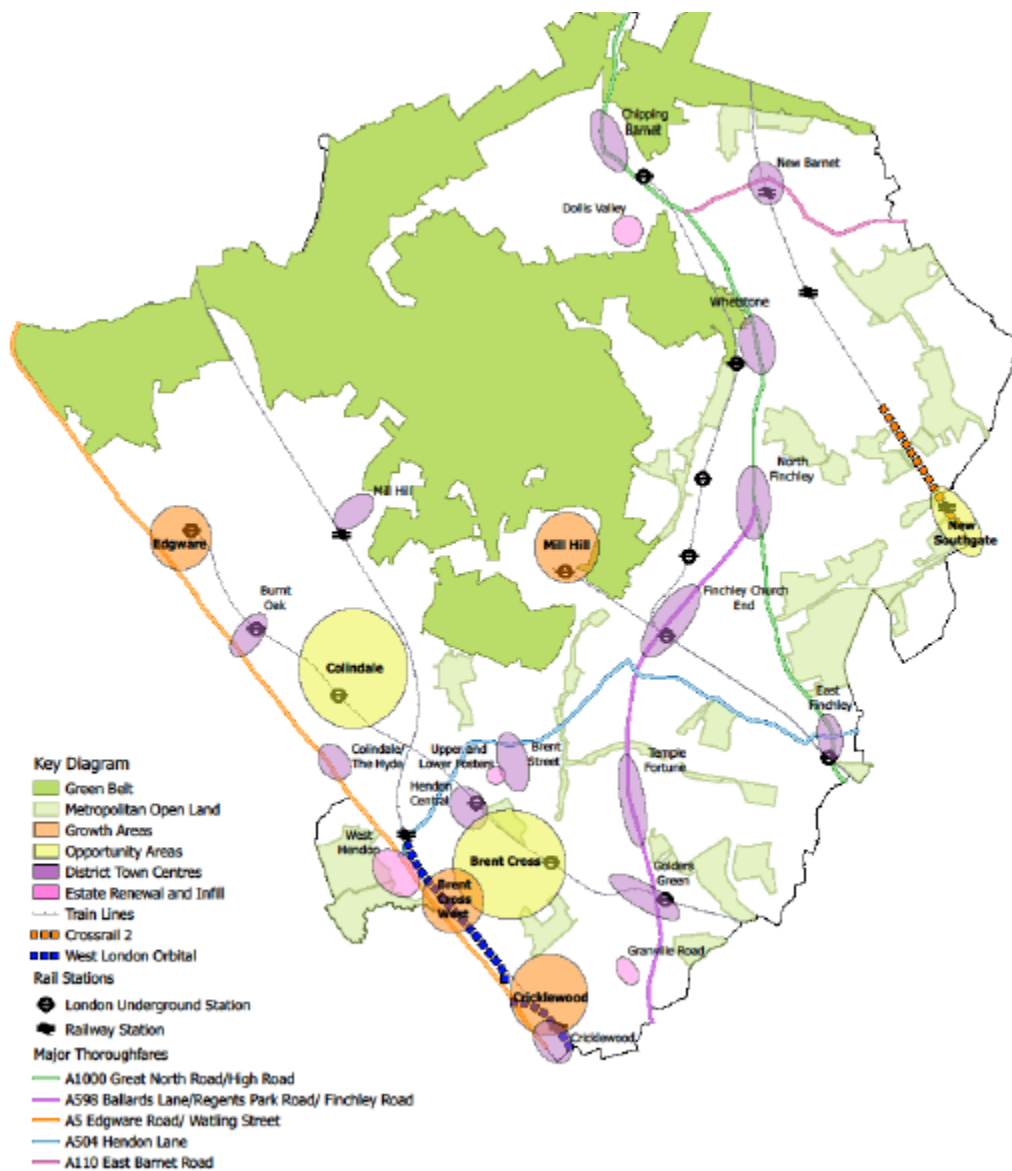 Chipping
Barnet
New Barnet
Dollis Valley
Whetstone
North
Finchley
Mill Hill
New
Southgate
Edgware
Mill Hill
Burnt
Oak
Finchley Church
End
Colindale
East
Finchley
Colindale/
The Hyde
Upper and
Lower Fosters
Brent
Street
Temple
Fortune
Hendon
Central
West
Hendon
Brent Cross
Brent
Cross
West
Golders
Green
Granville Road
Cricklewood
Cricklewood
Key Diagram
Green Belt
Metropolitan Open Land
Growth Areas
Opportunity Areas
District Town Centres
Estate Renewal and Infill
Train Lines
Crossrail 2
West London Orbital
Rail Stations
London Underground Station
Railway Station
Major Thoroughfares
A1000 Great North Road/High Road
A598 Ballards Lane/Regents Park Road/ Finchley Road
A5 Edgware Road/ Watling Street
A504 Hendon Lane
A110 East Barnet Road